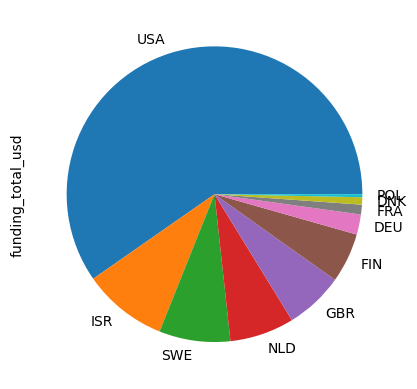 USA
funding_total_usd
ISR
SWE
NLD
GBR
FIN
DEU
FRA
DNK
POL